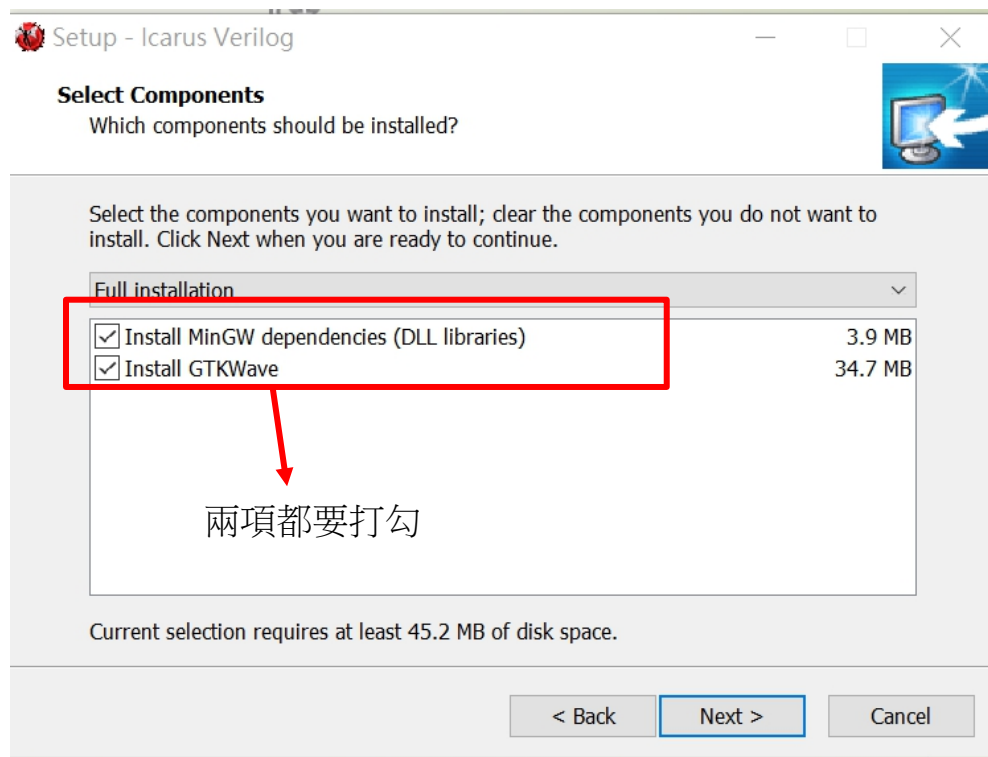 Setup - Icarus Verilog
Select Components
Which components should be installed?
Select the components you want to install; clear the components you do not want to
install. Click Next when you are ready to continue.
Full installation
Install MinGW dependencies (DLL libraries) 3.9 MB
Install GTKWave 34.7 MB
兩項都要打勾
Current selection requires at least 45.2 MB of disk space.
< Back Next > Cancel